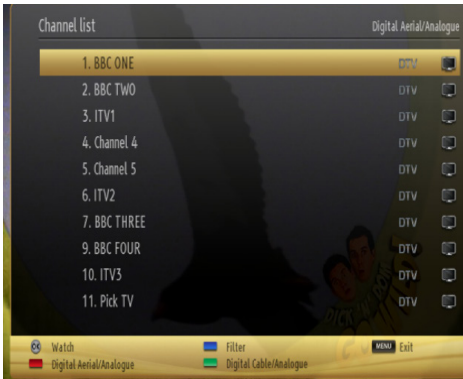 Channel list Digital Aerial/Analogue
1. BBC ONE DTV
2. BBC TWO DTV
3. ITV1 DTV
4. Channel 4 DTV
5. Channel 5 DTV
6. ITV2 DTV
7. BBC THREE DTV
9. BBC FOUR DTV
10. ITV3 DTV
11. Pick TV DTV
OK Watch Filter MENU Exit
Digital Aerial/Analogue Digital Cable/Analogue